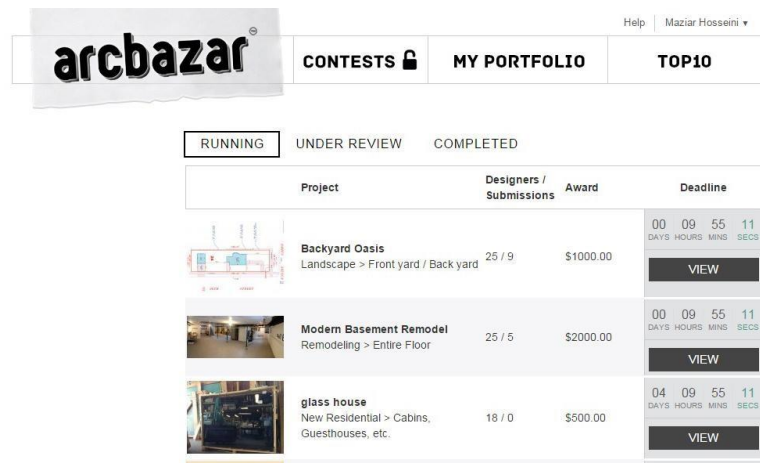 Help
Maziar Hosseini ▾
arcbazar™
CONTESTS
MY PORTFOLIO
TOP10
RUNNING
UNDER REVIEW
COMPLETED
Project
Designers /
Submissions
Award
Deadline
Backyard Oasis
Landscape > Front yard / Back yard
25 / 9
$1000.00
00 09 55 11
DAYS HOURS MINS SECS
VIEW
Modern Basement Remodel
Remodeling > Entire Floor
25 / 5
$2000.00
00 09 55 11
DAYS HOURS MINS SECS
VIEW
glass house
New Residential > Cabins,
Guesthouses, etc.
18 / 0
$500.00
04 09 55 11
DAYS HOURS MINS SECS
VIEW